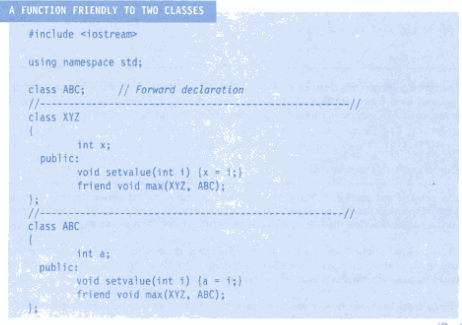 A FUNCTION FRIENDLY TO TWO CLASSES
#include <iostream>
using namespace std;
class ABC; // Forward declaration
//----------------------------------------------------//
class XYZ
{
int x;
public:
void setvalue(int i) {x = i;}
friend void max(XYZ, ABC);
};
//---------------------------------------------------//
class ABC
{
int a;
public:
void setvalue(int i) {a = i;}
friend void max(XYZ, ABC);
};